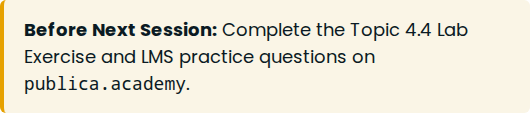 Before Next Session: Complete the Topic 4.4 Lab
Exercise and LMS practice questions on
publica.academy.